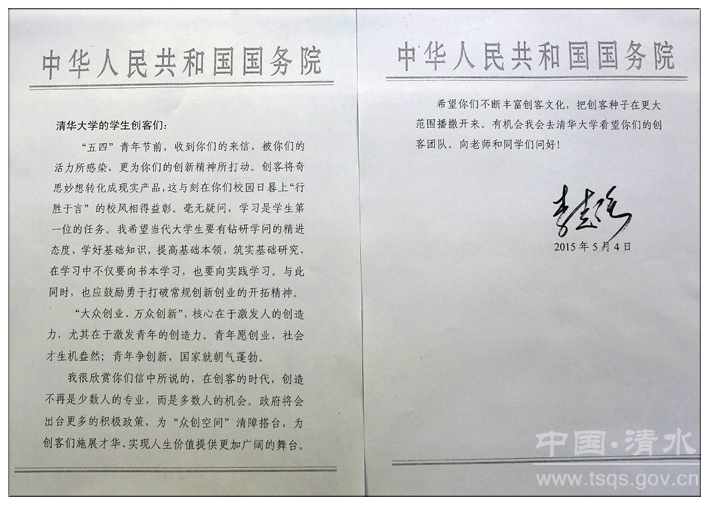 中华人民共和国国务院
清华大学的学生创客们：
“五四”青年节前，收到你们的来信，被你们的
活力所感染，更为你们的创新精神所打动。创客将奇
思妙想转化成现实产品，这与刻在你们校园日晷上“行
胜于言”的校风相得益彰。毫无疑问，学习是学生第
一位的任务。我希望当代大学生要有钻研学问的精进
态度，学好基础知识，提高基础本领，筑实基础研究，
在学习中不仅要向书本学习，也要向实践学习。与此
同时，也应鼓励勇于打破常规创新创业的开拓精神。
“大众创业、万众创新”，核心在于激发人的创造
力，尤其在于激发青年的创造力。青年愿创业，社会
才生机盎然；青年争创新，国家就朝气蓬勃。
我很欣赏你们信中所说的，在创客的时代，创造
不再是少数人的专业，而是多数人的机会。政府将会
出台更多的积极政策，为“众创空间”清障搭台，为
创客们施展才华、实现人生价值提供更加广阔的舞台。
中华人民共和国国务院
希望你们不断丰富创客文化，把创客种子在更大
范围播撒开来。有机会我会去清华大学看望你们的创
客团队。向老师和同学们问好！
李克强
2015年5月4日
中国·清水
www.tsqs.gov.cn